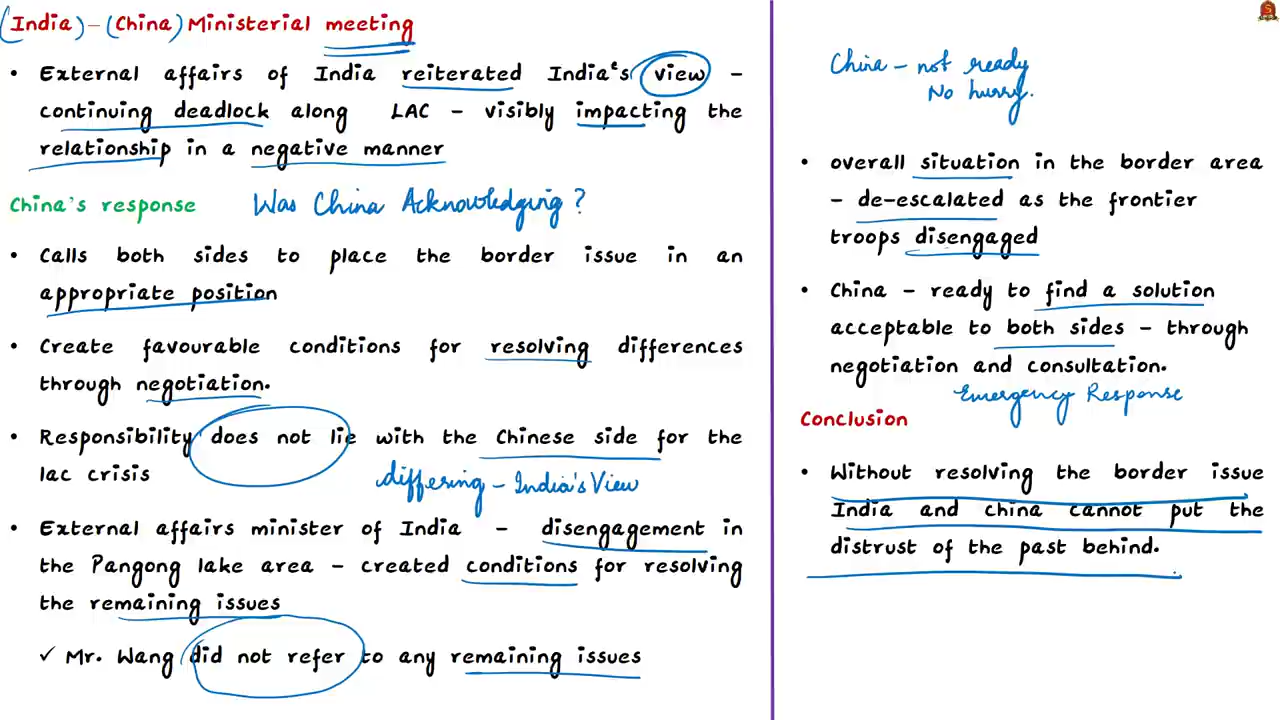 (India) - (China) Ministerial meeting
• External affairs of India reiterated India's view –
continuing deadlock along LAC – visibly impacting the
relationship in a negative manner
China's response Was China Acknowledging?
• Calls both sides to place the border issue in an
appropriate position
• Create favourable conditions for resolving differences
through negotiation.
• Responsibility does not lie with the Chinese side for the
lac crisis
differing - India's View
• External affairs minister of India – disengagement in
the Pangong lake area – created conditions for resolving
the remaining issues
✓ Mr. Wang did not refer to any remaining issues
China - not ready
No hurry.
• overall situation in the border area
– de-escalated as the frontier
troops disengaged
• China – ready to find a solution
acceptable to both sides – through
negotiation and consultation.
Emergency Response
Conclusion
• Without resolving the border issue
India and china cannot put the
distrust of the past behind.